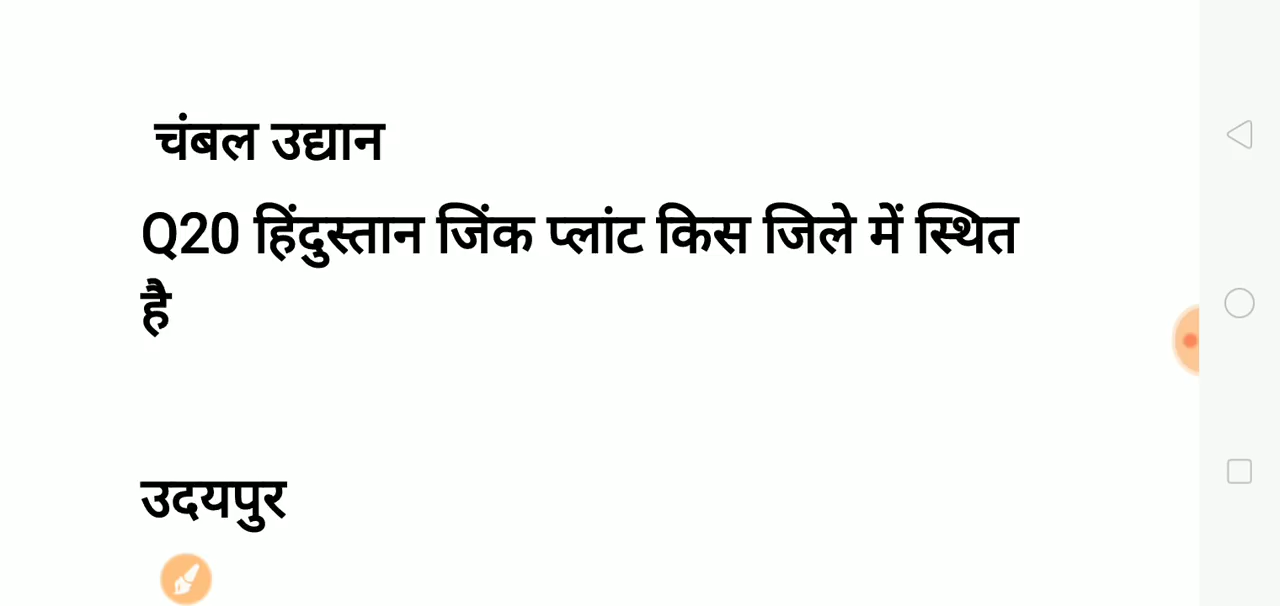 चंबल उद्यान
Q20 हिंदुस्तान जिंक प्लांट किस जिले में स्थित
है
उदयपुर